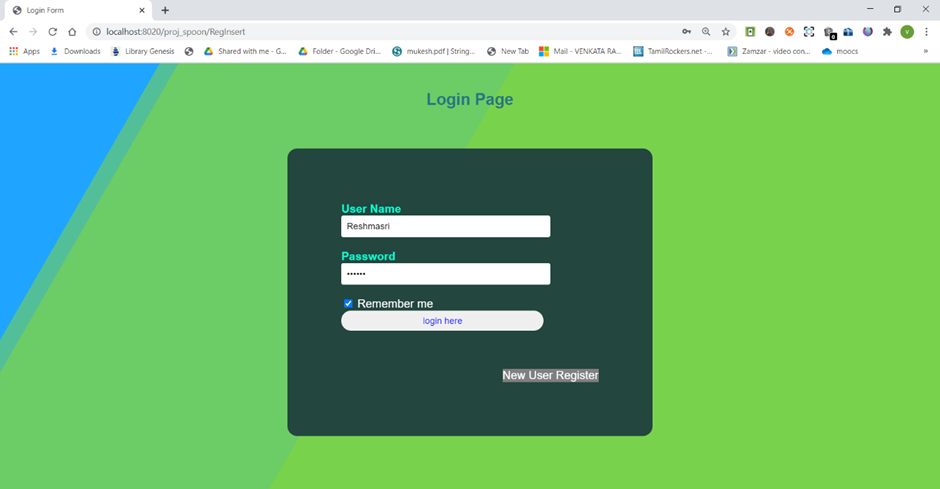 Login Form
localhost:8020/proj_spoon/RegInsert
Apps Downloads Library Genesis Shared with me - G... Folder - Google Dri... mukesh.pdf | String... New Tab Mail - VENKATA RA... TamilRockers.net -... Zamzar - video con... moocs »
Login Page
User Name
Reshmasri
Password
Remember me
login here
New User Register